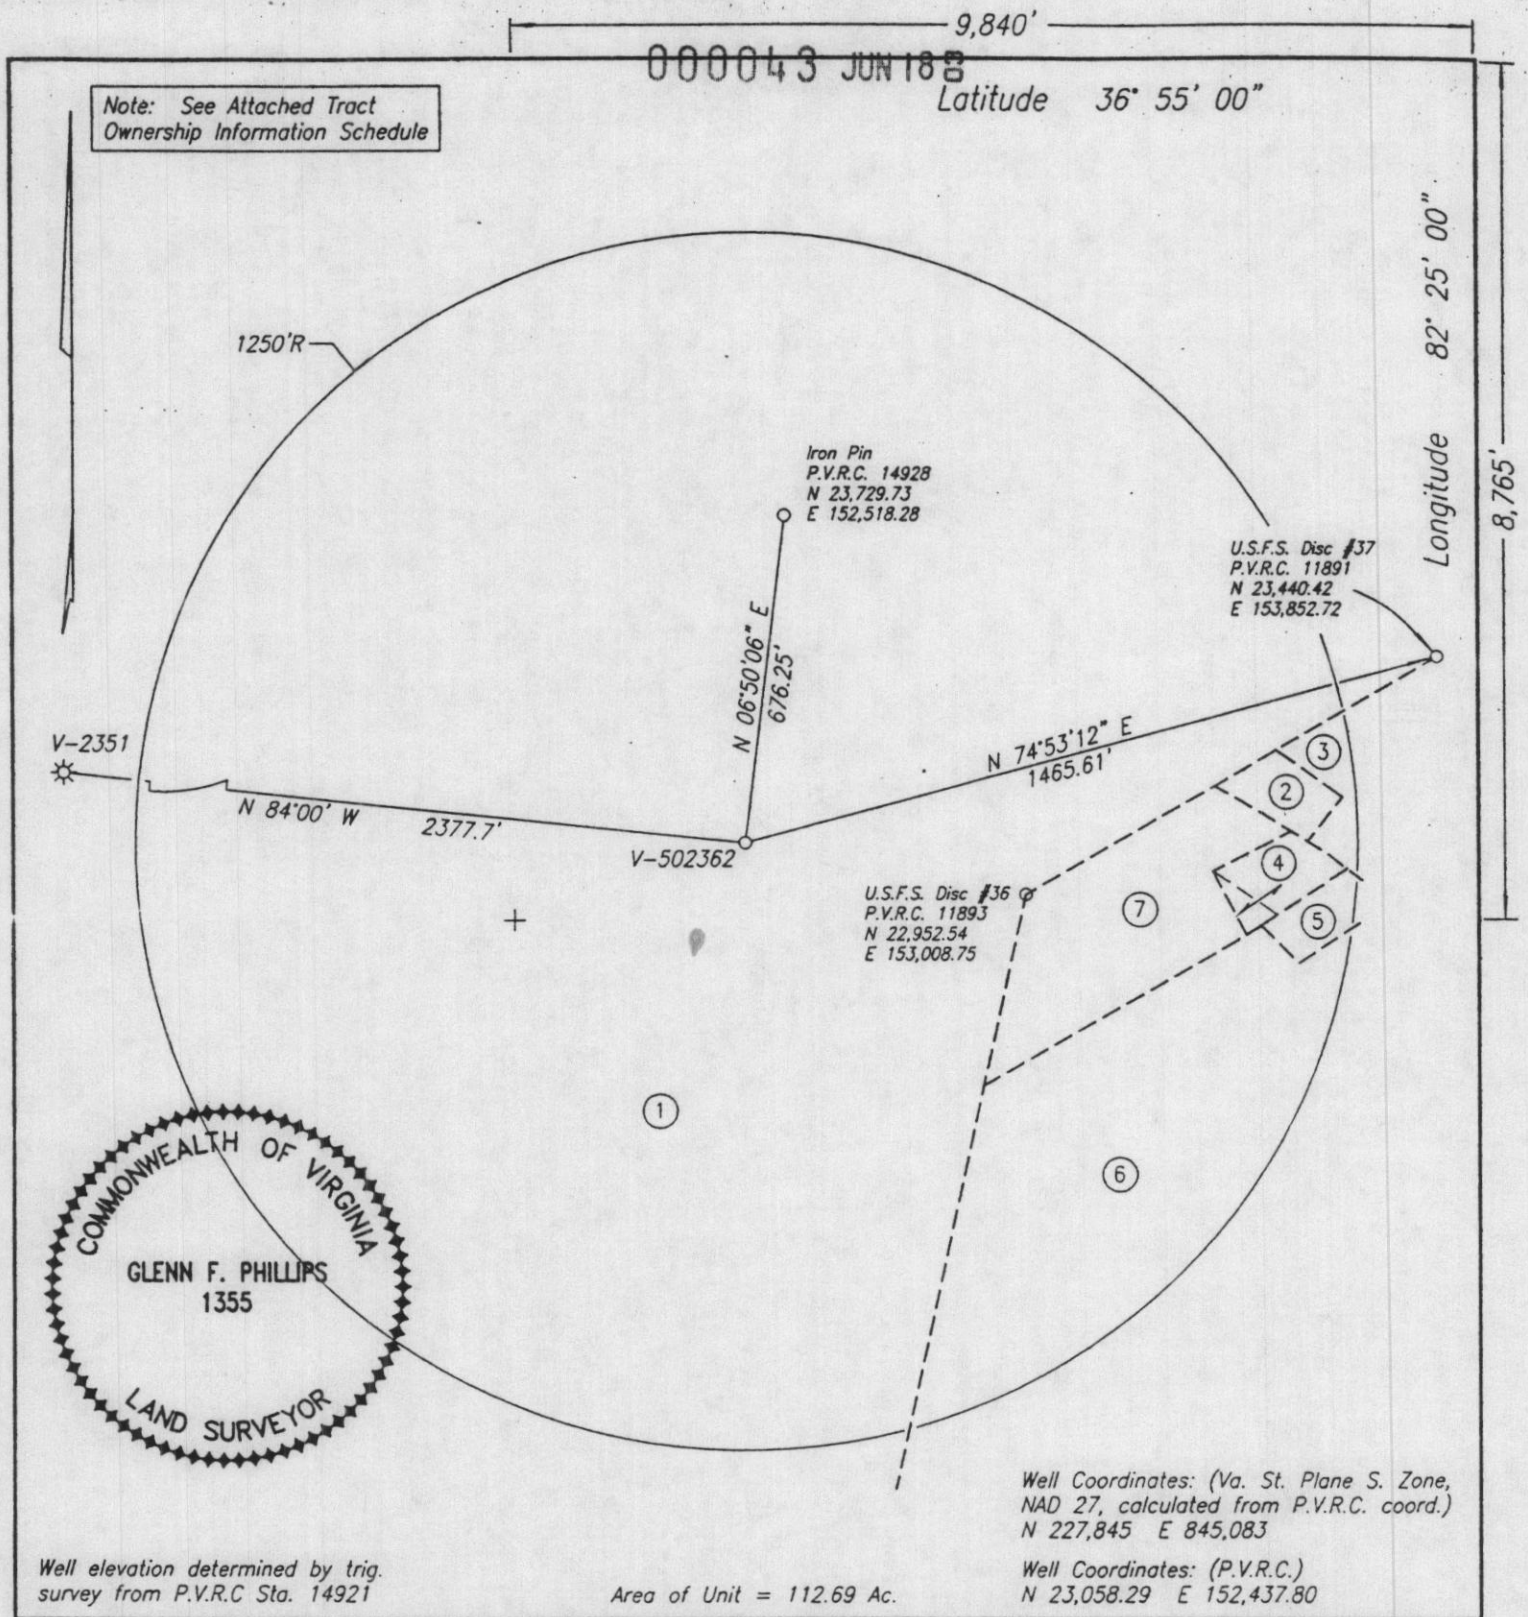 9,840'
000043 JUN 18 03
Latitude 36° 55' 00"
Note: See Attached Tract
Ownership Information Schedule
Longitude 82° 25' 00"
8,765'
1250'R
Iron Pin
P.V.R.C. 14928
N 23,729.73
E 152,518.28
U.S.F.S. Disc #37
P.V.R.C. 11891
N 23,440.42
E 153,852.72
N 06°50'06" E
676.25'
V-2351
N 74°53'12" E
1465.61'
3
2
N 84°00' W 2377.7'
V-502362
4
U.S.F.S. Disc #36
P.V.R.C. 11893
N 22,952.54
E 153,008.75
7
5
1
6
COMMONWEALTH OF VIRGINIA
GLENN F. PHILLIPS
1355
LAND SURVEYOR
Well Coordinates: (Va. St. Plane S. Zone,
NAD 27, calculated from P.V.R.C. coord.)
N 227,845 E 845,083
Well elevation determined by trig.
survey from P.V.R.C Sta. 14921
Area of Unit = 112.69 Ac.
Well Coordinates: (P.V.R.C.)
N 23,058.29 E 152,437.80